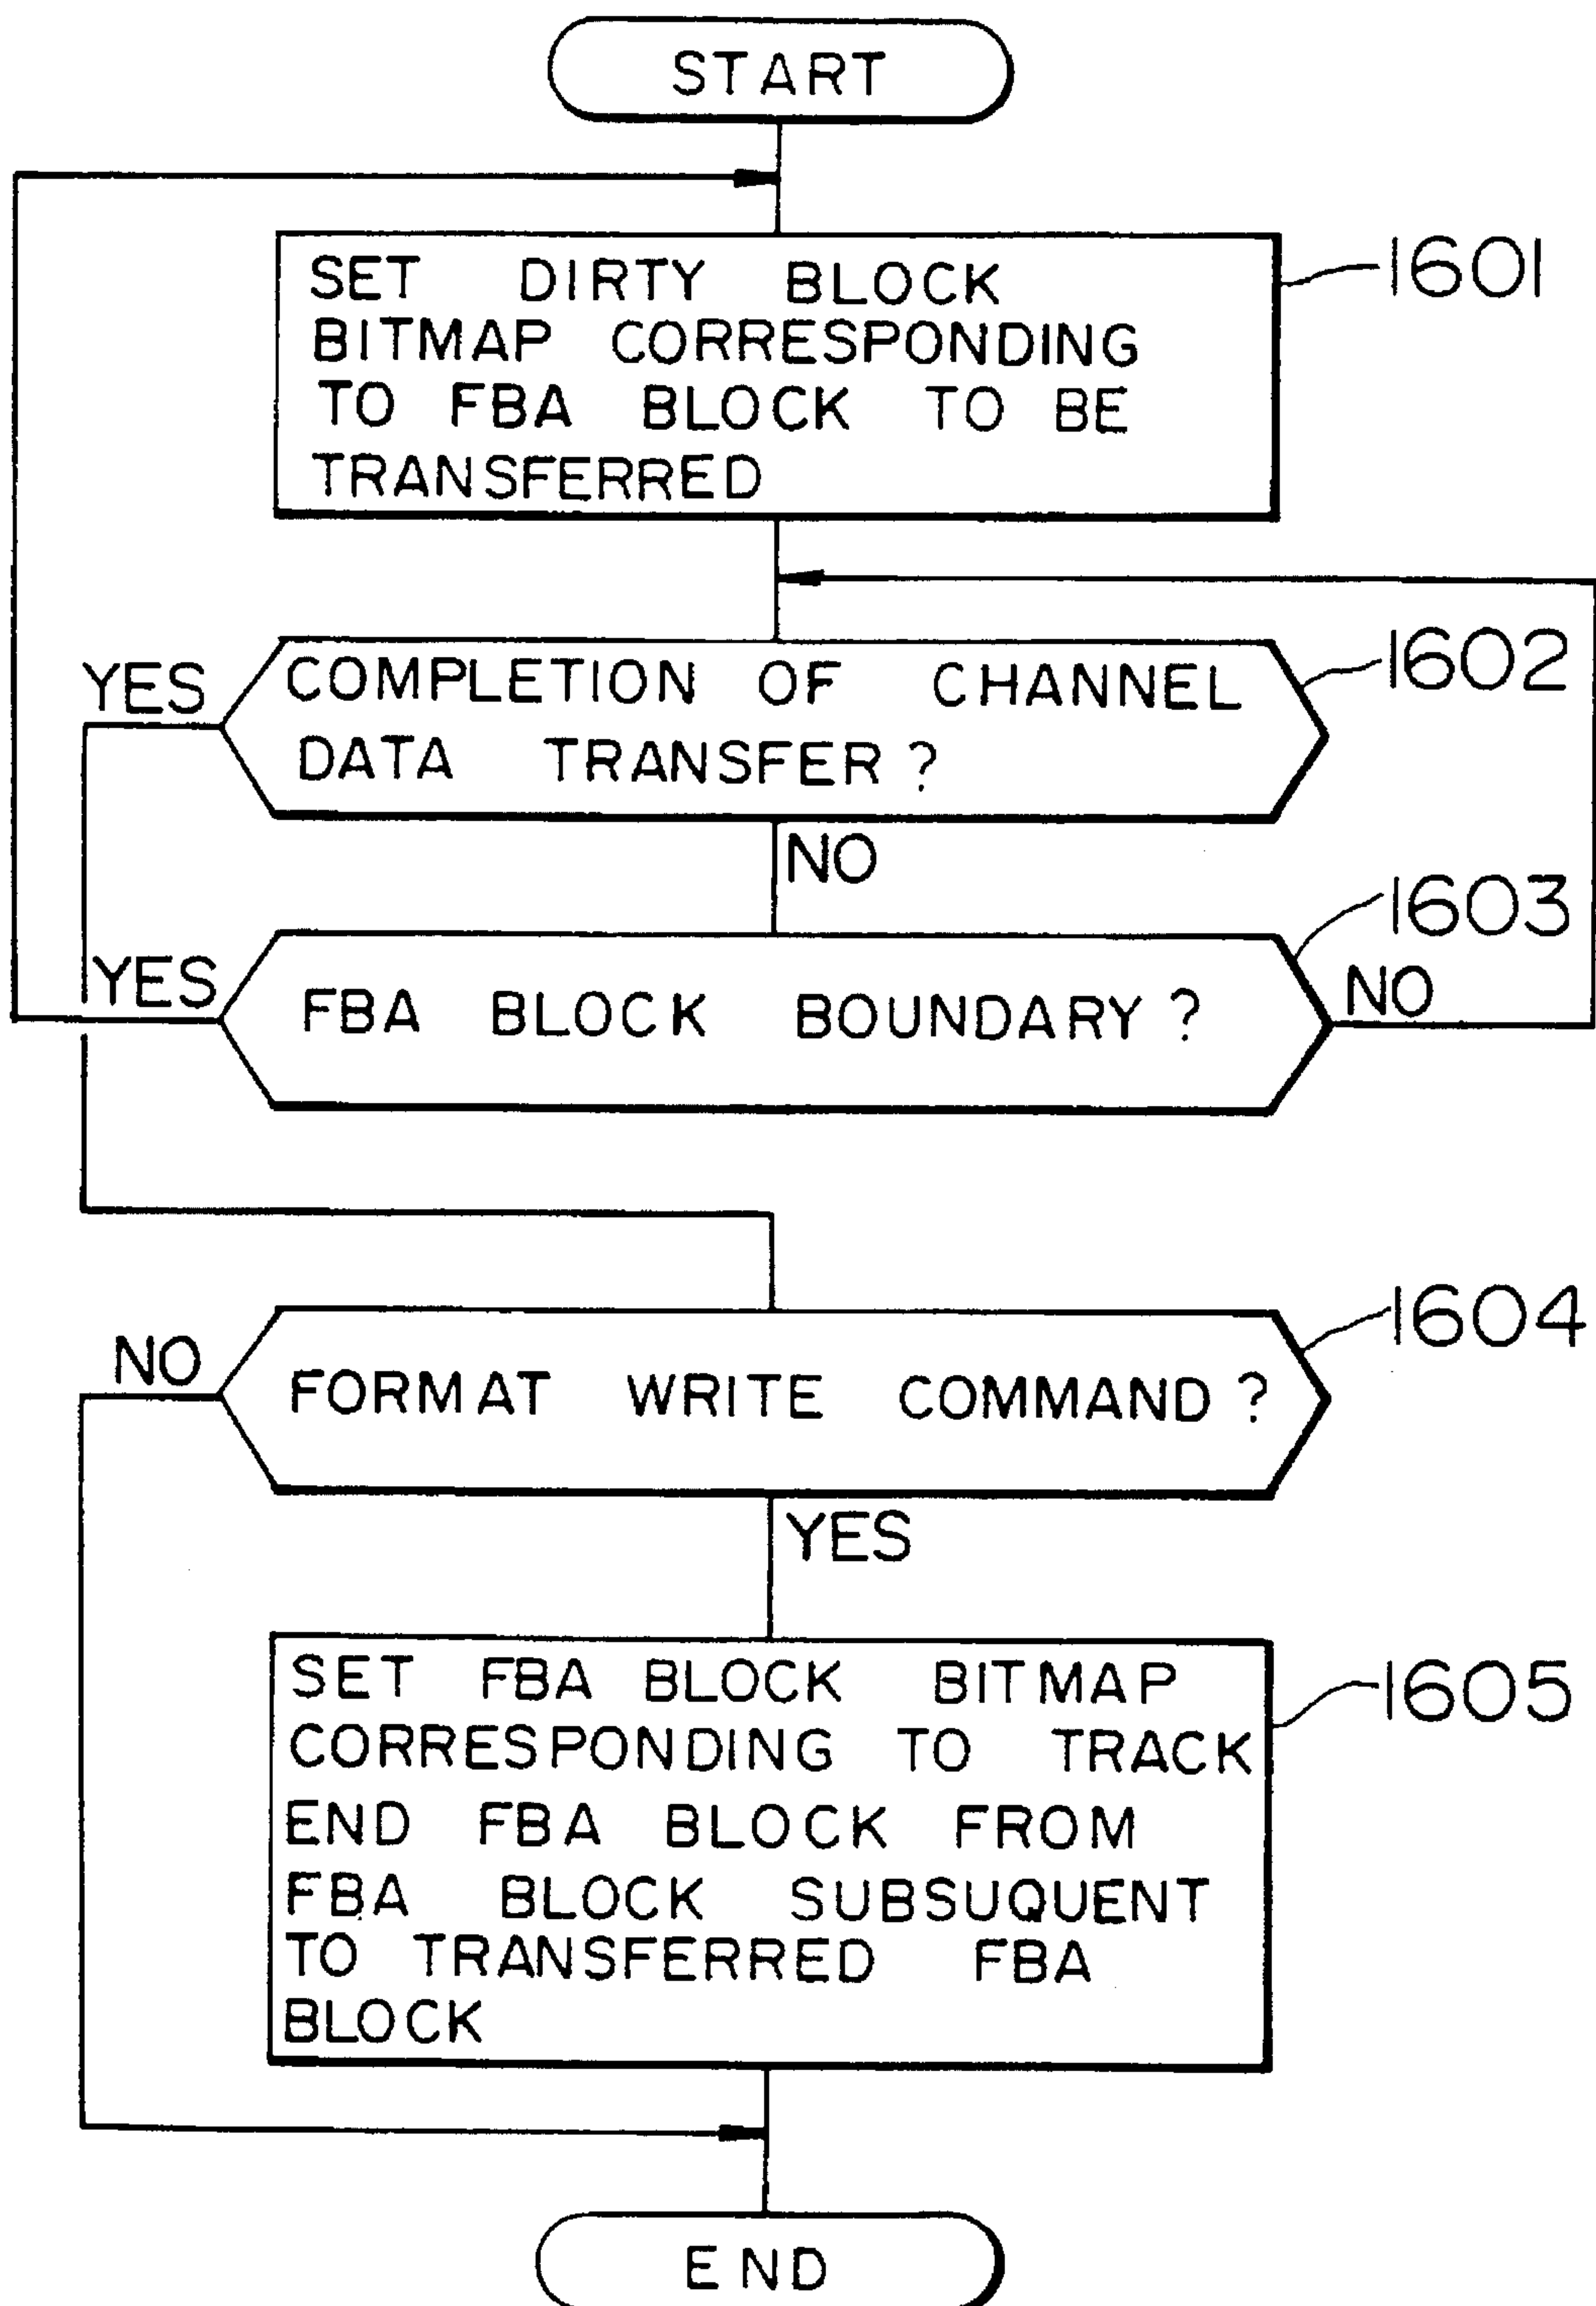 START
SET DIRTY BLOCK
BITMAP CORRESPONDING
TO FBA BLOCK TO BE
TRANSFERRED
1601
COMPLETION OF CHANNEL
DATA TRANSFER?
1602
YES
NO
FBA BLOCK BOUNDARY?
1603
YES
NO
FORMAT WRITE COMMAND?
1604
NO
YES
SET FBA BLOCK BITMAP
CORRESPONDING TO TRACK
END FBA BLOCK FROM
FBA BLOCK SUBSUQUENT
TO TRANSFERRED FBA
BLOCK
1605
END